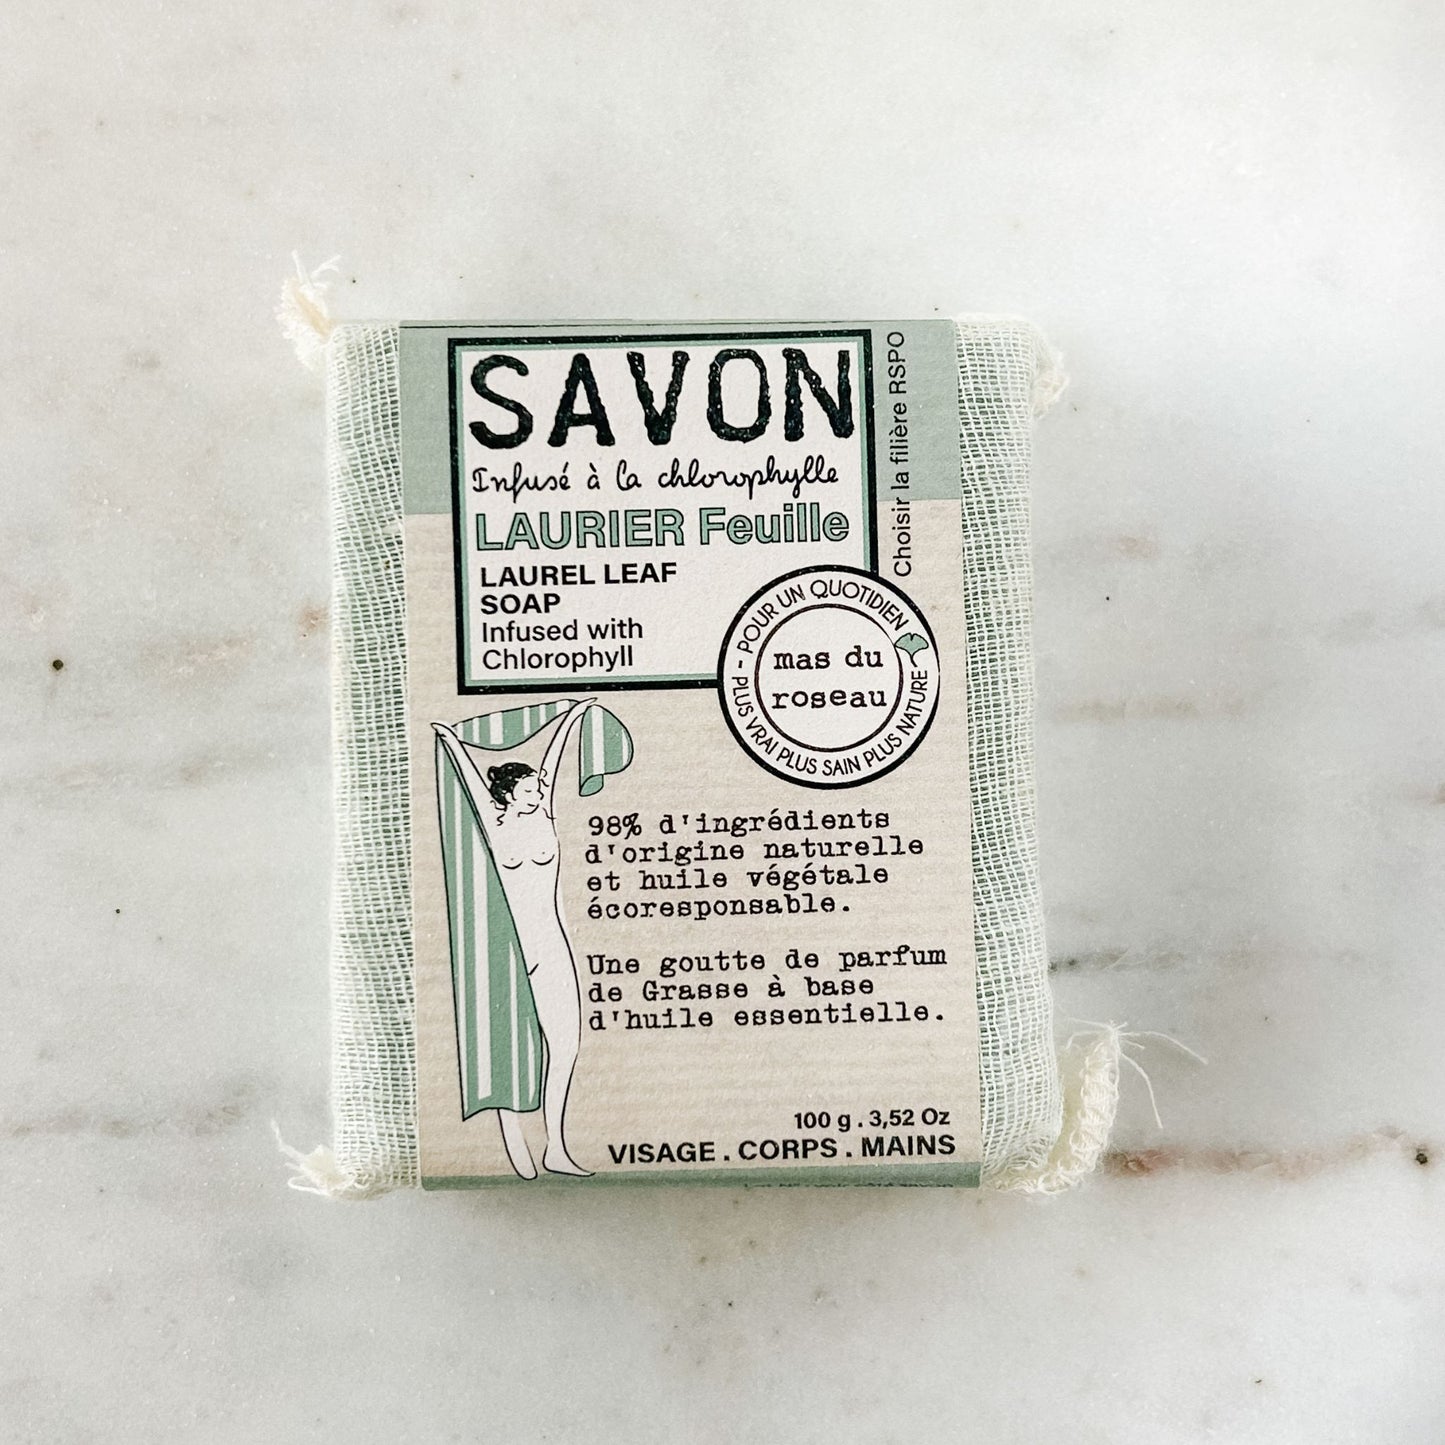 SAVON
Infusé à la chlorophylle
LAURIER Feuille
LAUREL LEAF
SOAP
Infused with
Chlorophyll
Choisir la filière RSPO
- POUR UN QUOTIDIEN
PLUS VRAI PLUS SAIN PLUS NATURE -
mas du
roseau
98% d'ingrédients
d'origine naturelle
et huile végétale
écoresponsable.
Une goutte de parfum
de Grasse à base
d'huile essentielle.
100 g . 3,52 Oz
VISAGE . CORPS . MAINS